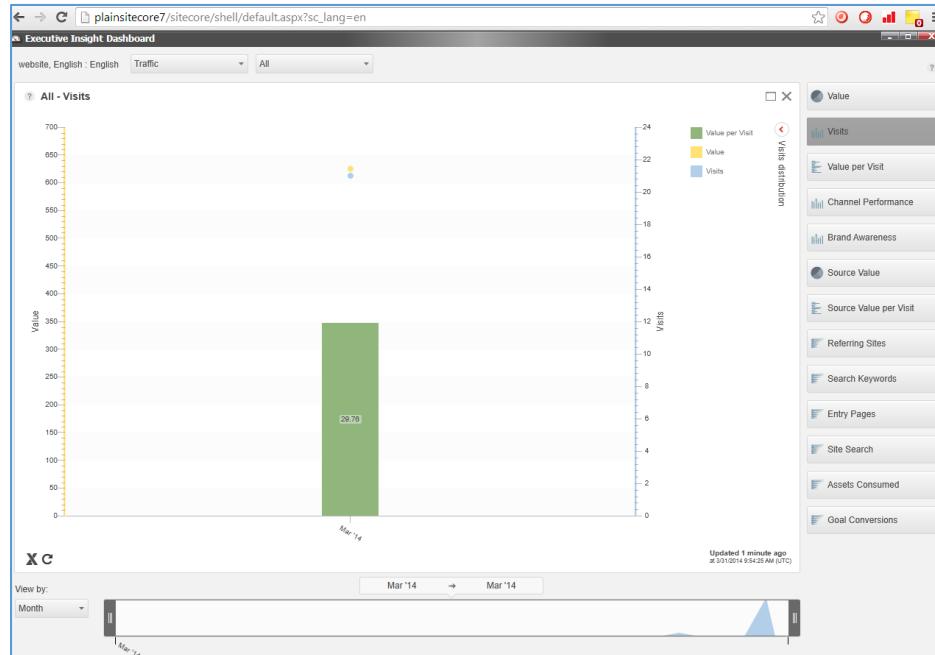 plainsitecore7/sitecore/shell/default.aspx?sc_lang=en
0
Executive Insight Dashboard
website, English : English
Traffic
All
?
? All - Visits
Value
Visits
Value per Visit
Channel Performance
Brand Awareness
Source Value
Source Value per Visit
Referring Sites
Search Keywords
Entry Pages
Site Search
Assets Consumed
Goal Conversions
700
650
600
550
500
450
400
350
300
250
200
150
100
50
0
Value
29.76
Mar '14
24
22
20
18
16
14
12
10
8
6
4
2
0
Visits
Value per Visit
Value
Visits
Visits distribution
X
Updated 1 minute ago
at 3/31/2014 9:54:25 AM (UTC)
View by:
Month
Mar '14 → Mar '14
Mar '14